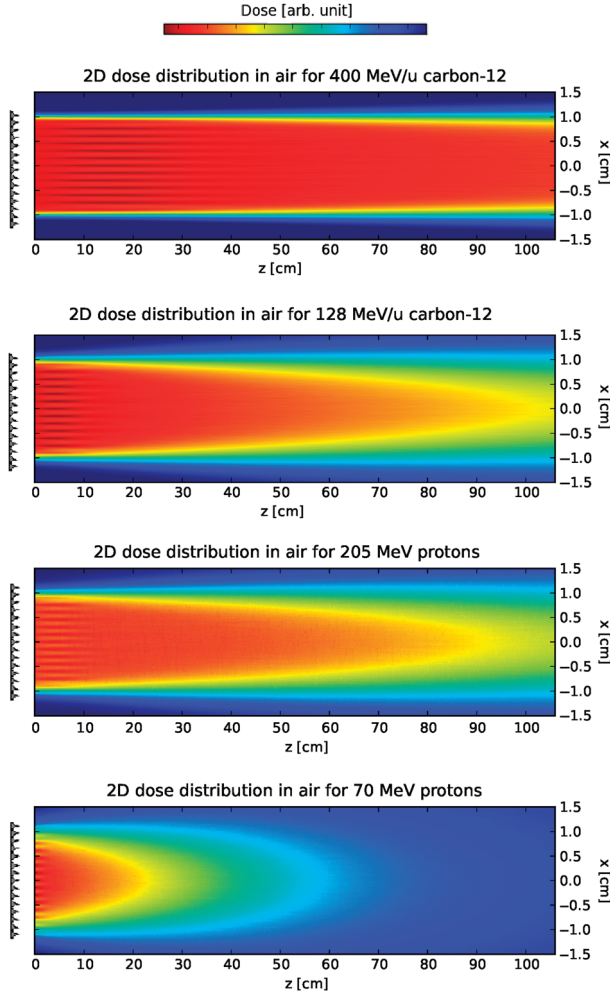 Dose [arb. unit]
2D dose distribution in air for 400 MeV/u carbon-12
1.5
1.0
0.5
0.0
−0.5
−1.0
−1.5
x [cm]
0 10 20 30 40 50 60 70 80 90 100
z [cm]
2D dose distribution in air for 128 MeV/u carbon-12
1.5
1.0
0.5
0.0
−0.5
−1.0
−1.5
x [cm]
0 10 20 30 40 50 60 70 80 90 100
z [cm]
2D dose distribution in air for 205 MeV protons
1.5
1.0
0.5
0.0
−0.5
−1.0
−1.5
x [cm]
0 10 20 30 40 50 60 70 80 90 100
z [cm]
2D dose distribution in air for 70 MeV protons
1.5
1.0
0.5
0.0
−0.5
−1.0
−1.5
x [cm]
0 10 20 30 40 50 60 70 80 90 100
z [cm]